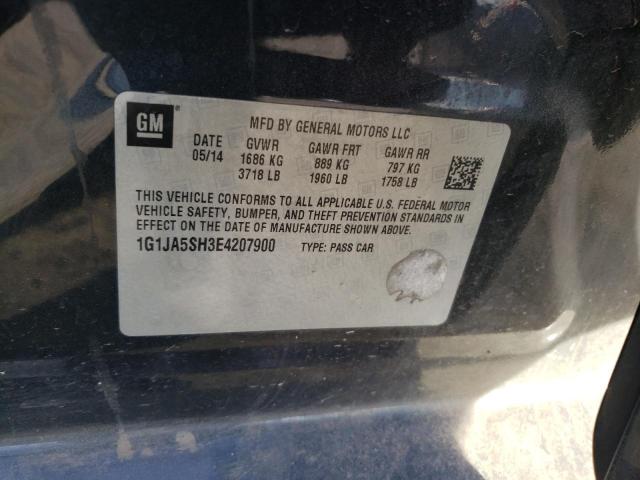 GM
MFD BY GENERAL MOTORS LLC
DATE GVWR GAWR FRT GAWR RR
05/14 1686 KG 889 KG 797 KG
3718 LB 1960 LB 1758 LB
THIS VEHICLE CONFORMS TO ALL APPLICABLE U.S. FEDERAL MOTOR
VEHICLE SAFETY, BUMPER, AND THEFT PREVENTION STANDARDS IN
EFFECT ON THE DATE OF MANUFACTURE SHOWN ABOVE.
1G1JA5SH3E4207900 TYPE: PASS CAR